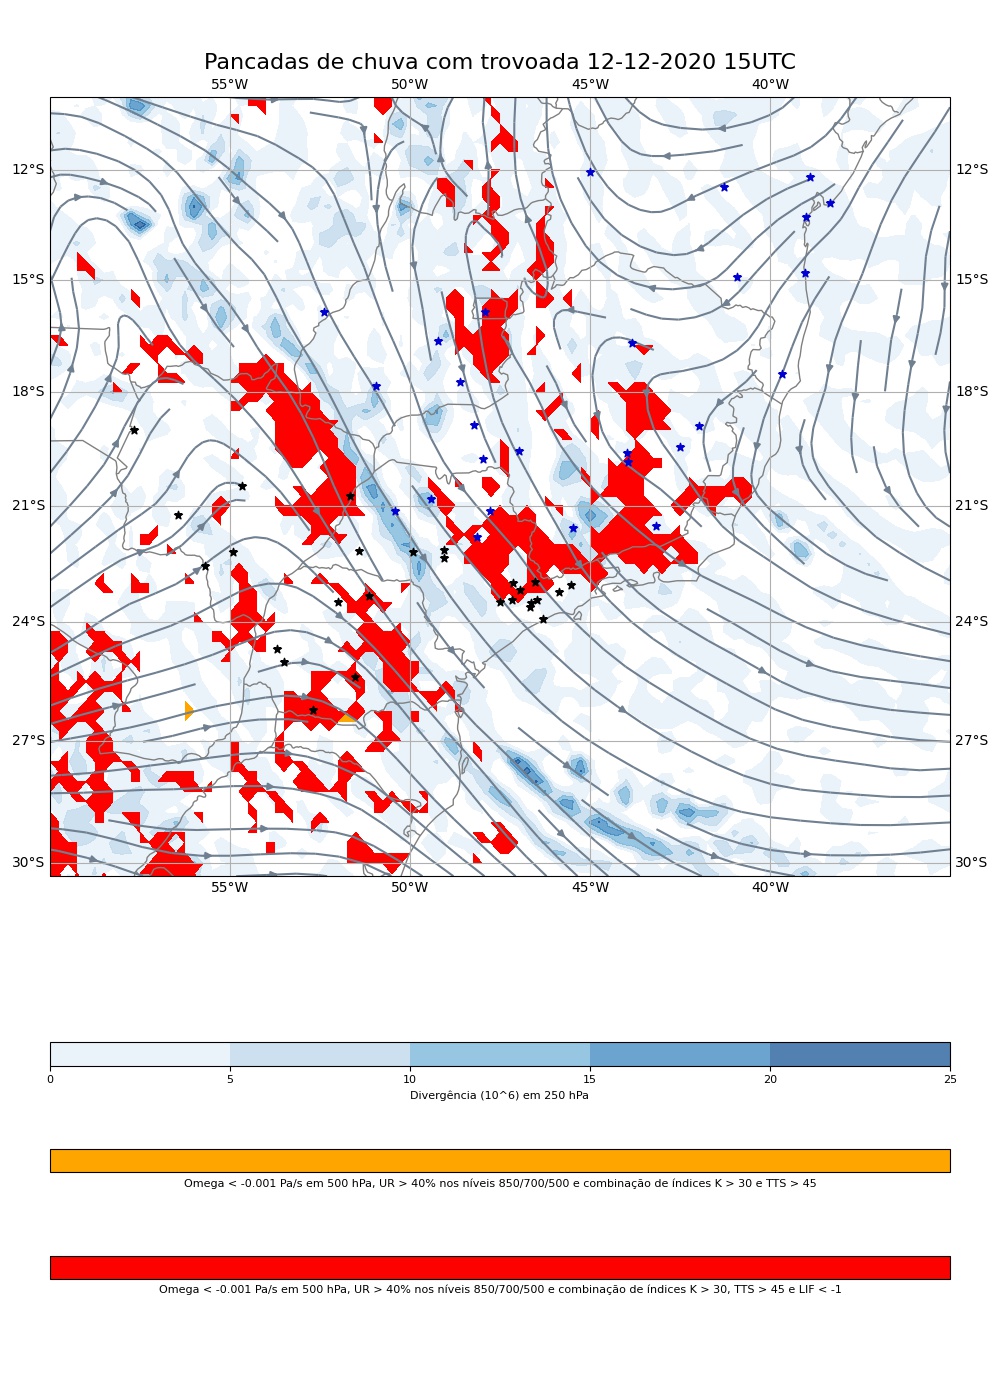 Pancadas de chuva com trovoada 12-12-2020 15UTC
55°W 50°W 45°W 40°W
12°S 12°S
15°S 15°S
18°S 18°S
21°S 21°S
24°S 24°S
27°S 27°S
30°S 30°S
55°W 50°W 45°W 40°W
0 5 10 15 20 25
Divergência (10^6) em 250 hPa
Omega < -0.001 Pa/s em 500 hPa, UR > 40% nos níveis 850/700/500 e combinação de índices K > 30 e TTS > 45
Omega < -0.001 Pa/s em 500 hPa, UR > 40% nos níveis 850/700/500 e combinação de índices K > 30, TTS > 45 e LIF < -1